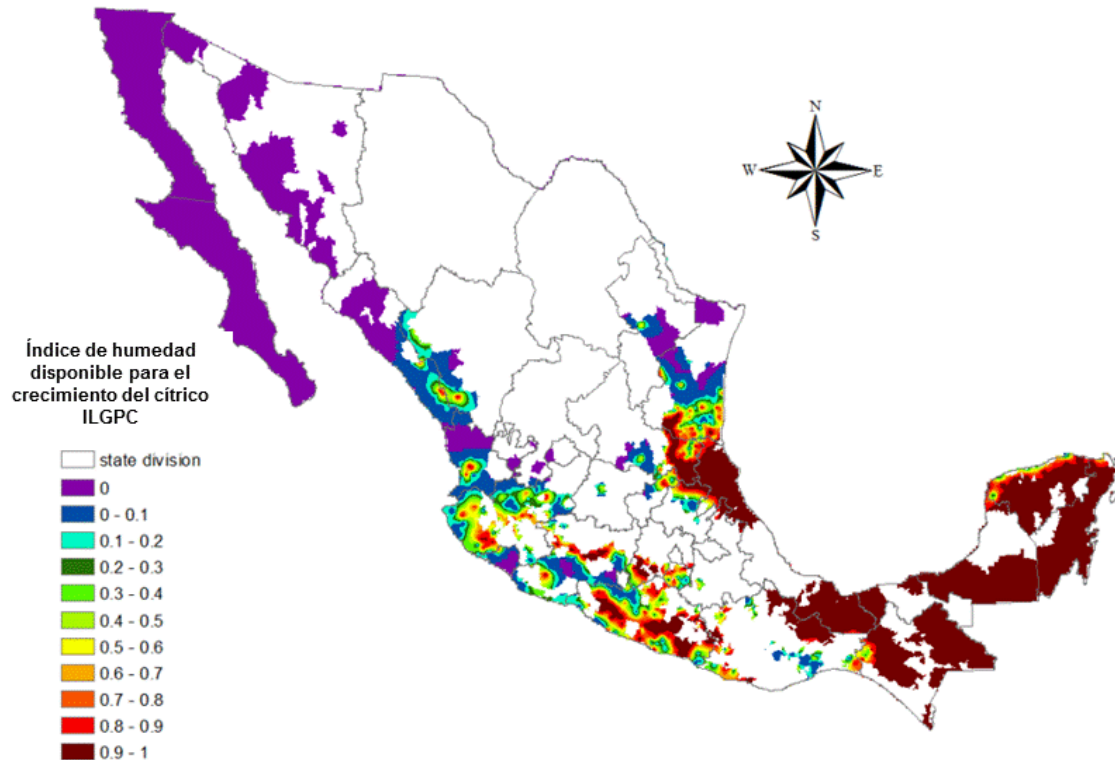 N
W
E
S
Índice de humedad
disponible para el
crecimiento del cítrico
ILGPC
state division
0
0 - 0.1
0.1 - 0.2
0.2 - 0.3
0.3 - 0.4
0.4 - 0.5
0.5 - 0.6
0.6 - 0.7
0.7 - 0.8
0.8 - 0.9
0.9 - 1